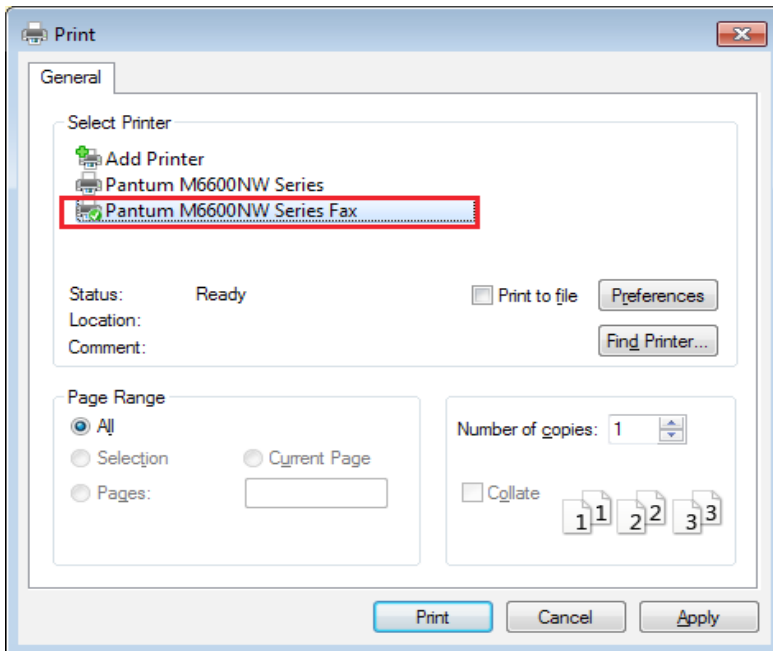 Print
General
Select Printer
Add Printer
Pantum M6600NW Series
Pantum M6600NW Series Fax
Status: Ready
Print to file
Preferences
Location:
Find Printer...
Comment:
Page Range
All
Selection
Current Page
Pages:
Number of copies: 1
Collate
1 1 2 2 3 3
Print
Cancel
Apply